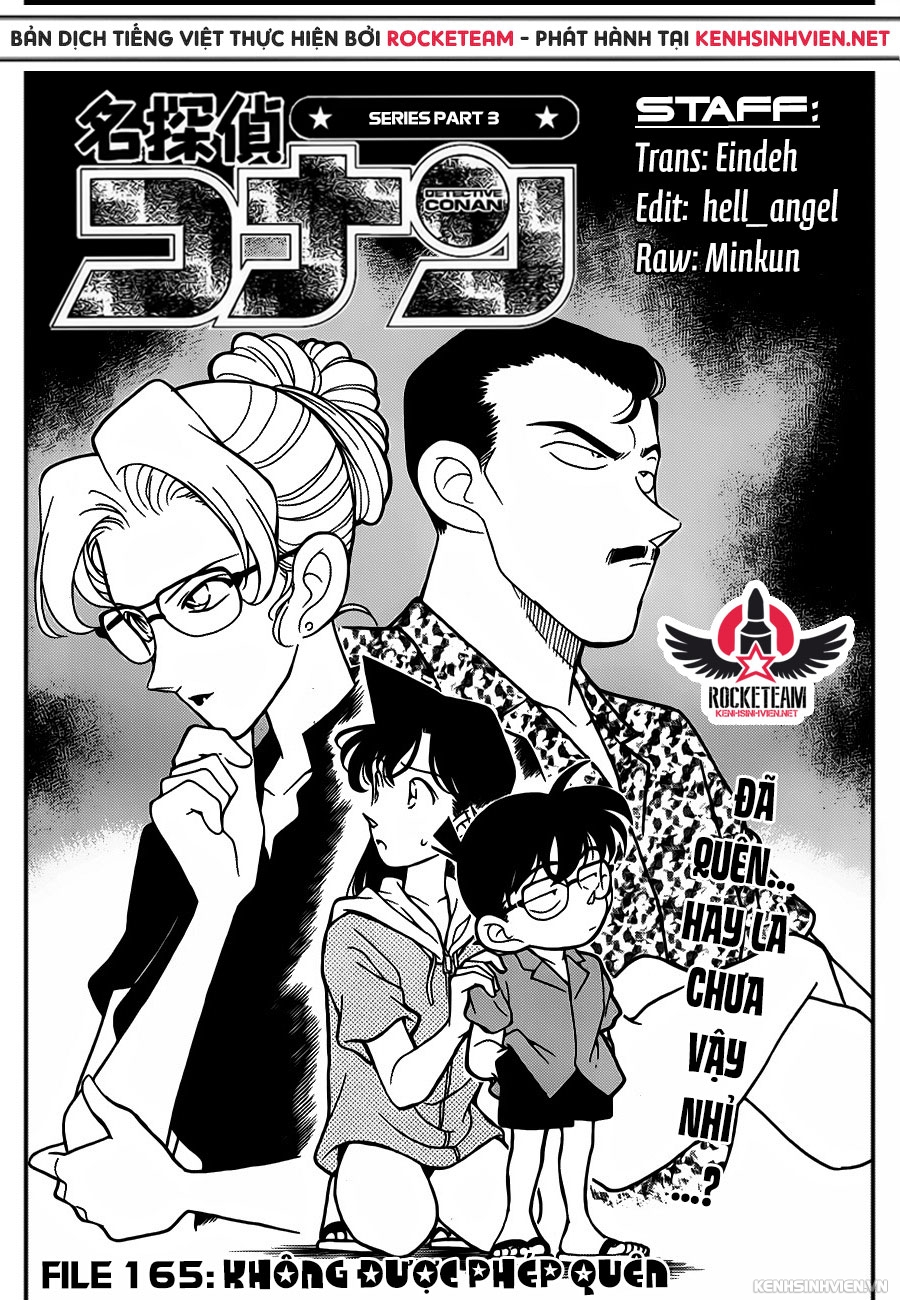 BẢN DỊCH TIẾNG VIỆT THỰC HIỆN BỞI ROCKETEAM - PHÁT HÀNH TẠI KENHSINHVIEN.NET
名探偵
SERIES PART 3
コナン
DETECTIVE
CONAN
STAFF:
Trans: Eindeh
Edit: hell_angel
Raw: Minkun
ROCKETEAM
KENHSINHVIEN.NET
ĐÃ
QUÊN...
HAY LÀ
CHƯA
VẬY
NHỈ
...?
FILE 165: KHÔNG ĐƯỢC PHÉP QUÊN
KENHSINHVIEN.VN